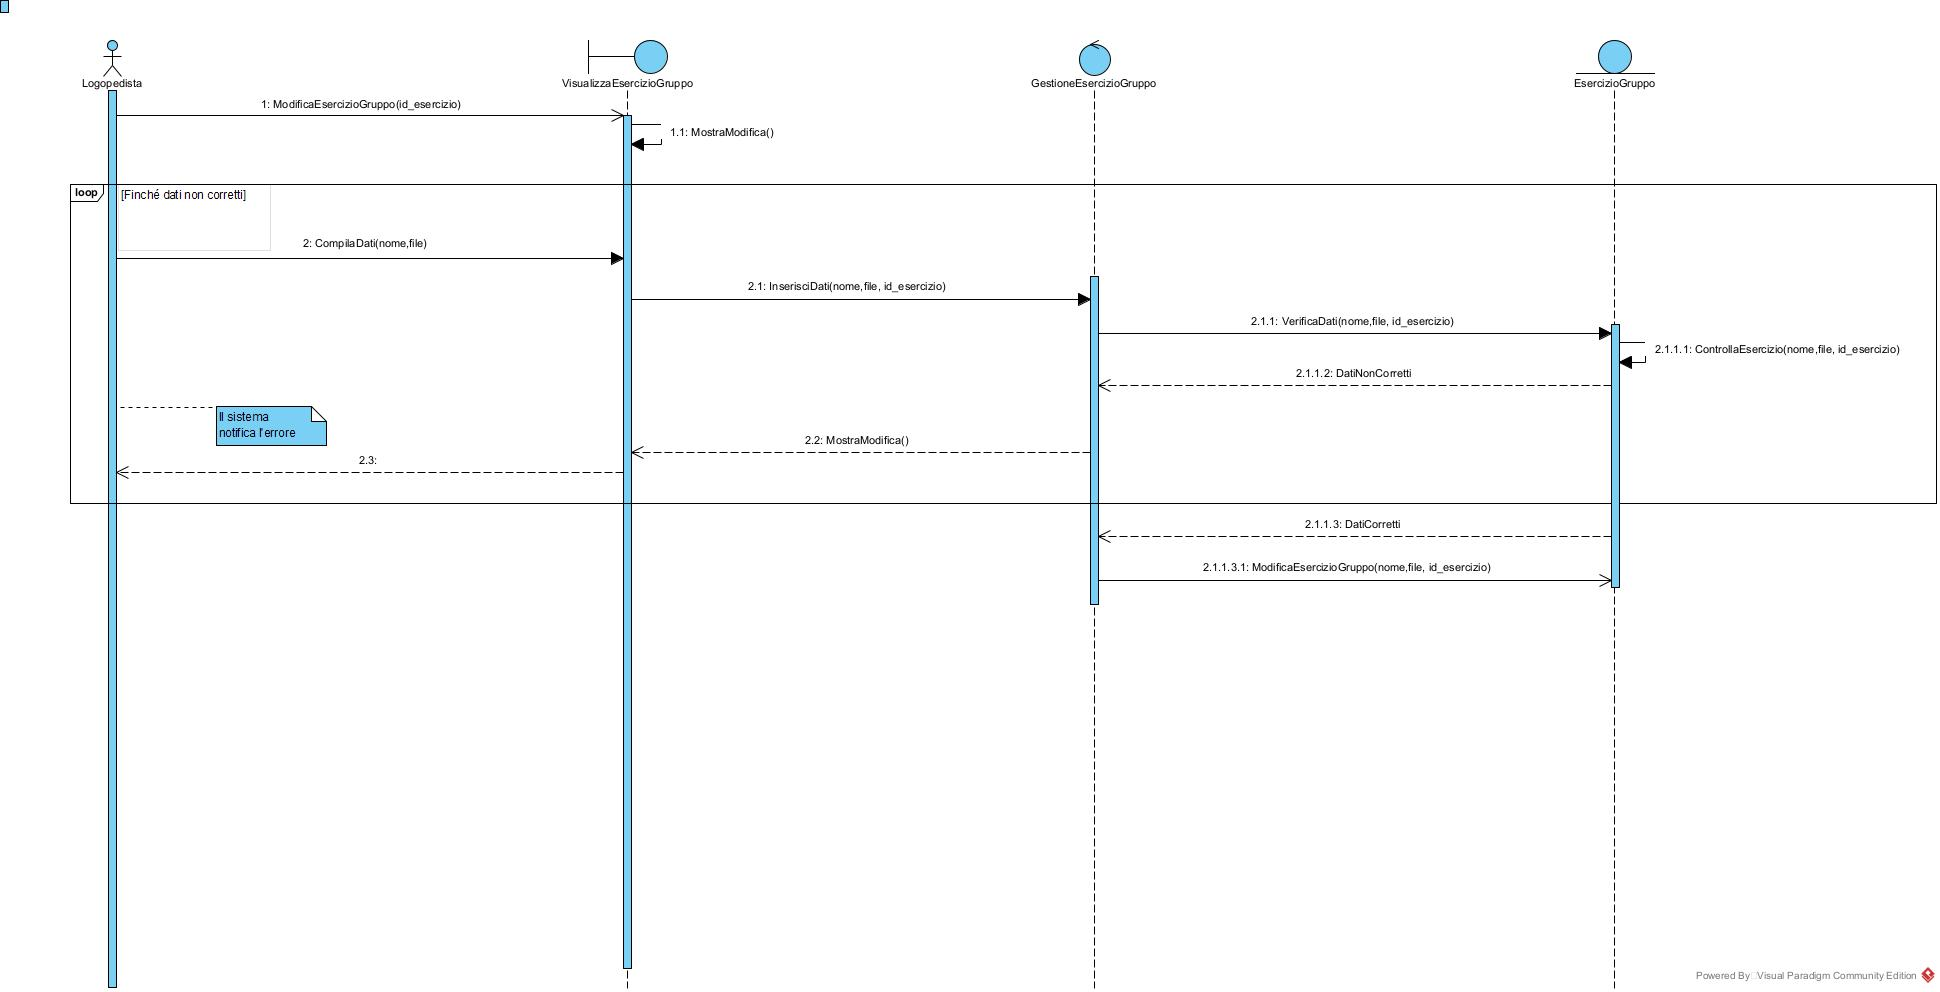 Logopedista
VisualizzaEsercizioGruppo
GestioneEsercizioGruppo
EsercizioGruppo
1: ModificaEsercizioGruppo(id_esercizio)
1.1: MostraModifica()
loop
[Finché dati non corretti]
2: CompilaDati(nome,file)
2.1: InserisciDati(nome,file, id_esercizio)
2.1.1: VerificaDati(nome,file, id_esercizio)
2.1.1.1: ControllaEsercizio(nome,file, id_esercizio)
2.1.1.2: DatiNonCorretti
Il sistema
notifica l'errore
2.2: MostraModifica()
2.3:
2.1.1.3: DatiCorretti
2.1.1.3.1: ModificaEsercizioGruppo(nome,file, id_esercizio)
Powered By Visual Paradigm Community Edition